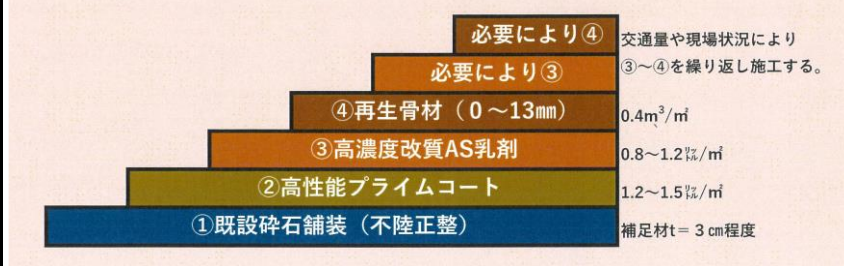 必要により④
交通量や現場状況により
必要により③
③～④を繰り返し施工する。
④再生骨材（0～13㎜）
0.4m³/㎡
③高濃度改質AS乳剤
0.8～1.2㍑/㎡
②高性能プライムコート
1.2～1.5㍑/㎡
①既設砕石舗装（不陸正整）
補足材t＝3㎝程度